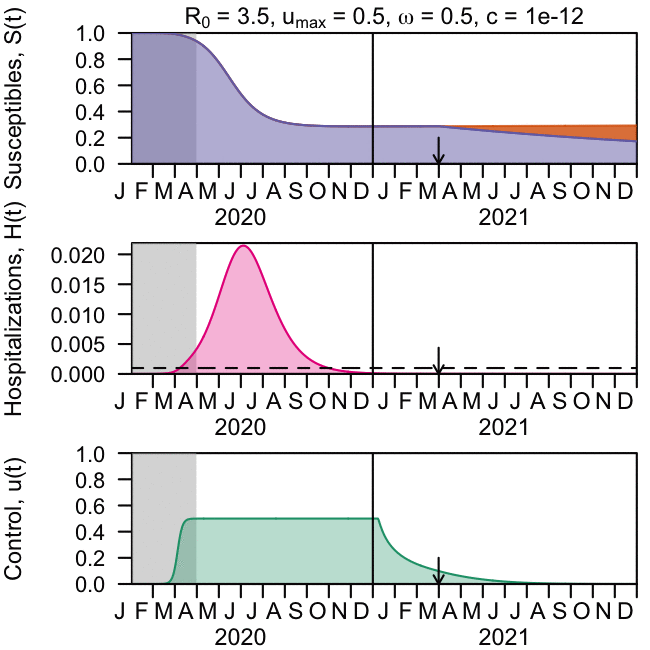 R₀ = 3.5, uₘₐₓ = 0.5, ω = 0.5, c = 1e-12
Susceptibles, S(t)
1.0
0.8
0.6
0.4
0.2
0.0
J F M A M J J A S O N D J F M A M J J A S O N D
2020 2021
Hospitalizations, H(t)
0.020
0.015
0.010
0.005
0.000
J F M A M J J A S O N D J F M A M J J A S O N D
2020 2021
Control, u(t)
1.0
0.8
0.6
0.4
0.2
0.0
J F M A M J J A S O N D J F M A M J J A S O N D
2020 2021